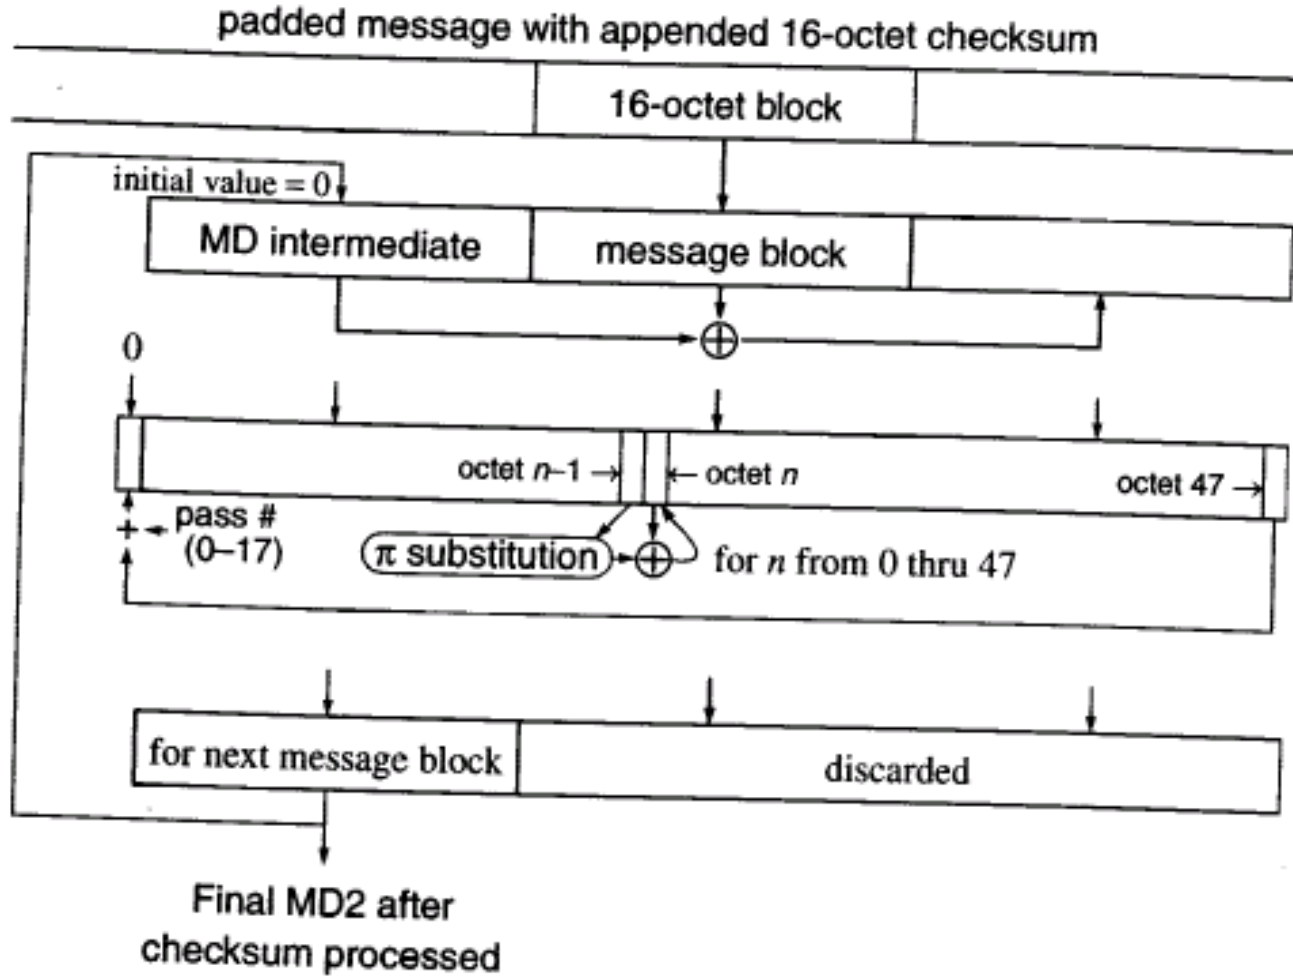 padded message with appended 16-octet checksum
16-octet block
initial value = 0
MD intermediate
message block
⊕
0
octet n–1 →
← octet n
octet 47 →
+ ← pass #
(0–17)
π substitution
⊕
for n from 0 thru 47
for next message block
discarded
Final MD2 after
checksum processed